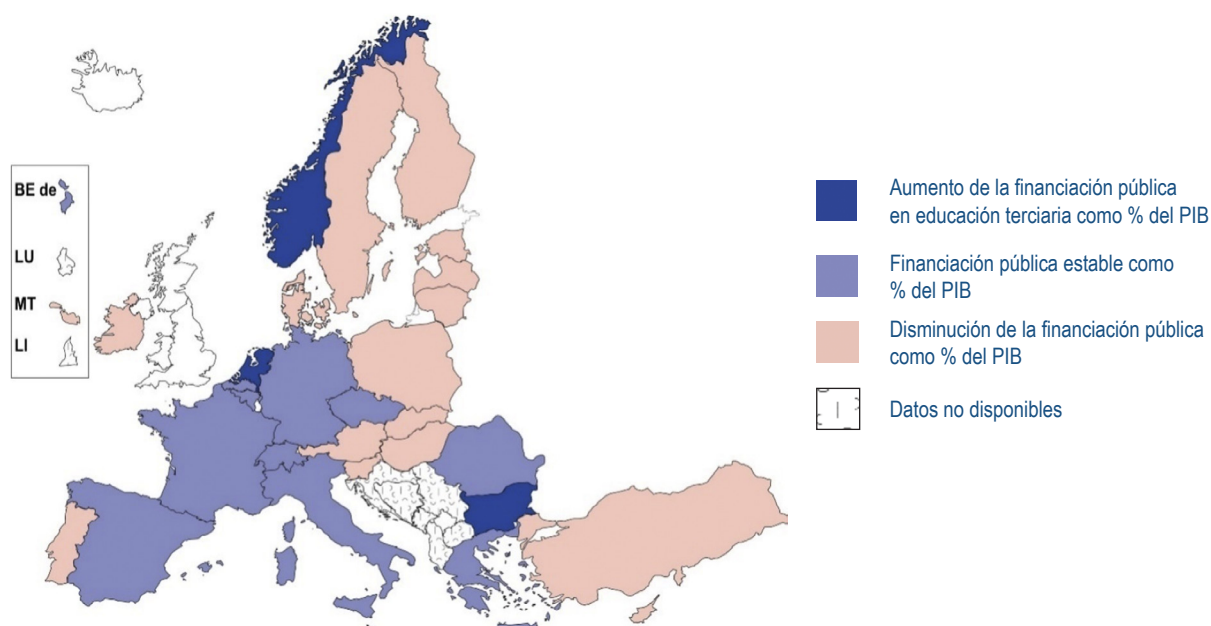 BE de
LU
MT
LI
Aumento de la financiación pública
en educación terciaria como % del PIB
Financiación pública estable como
% del PIB
Disminución de la financiación pública
como % del PIB
Datos no disponibles